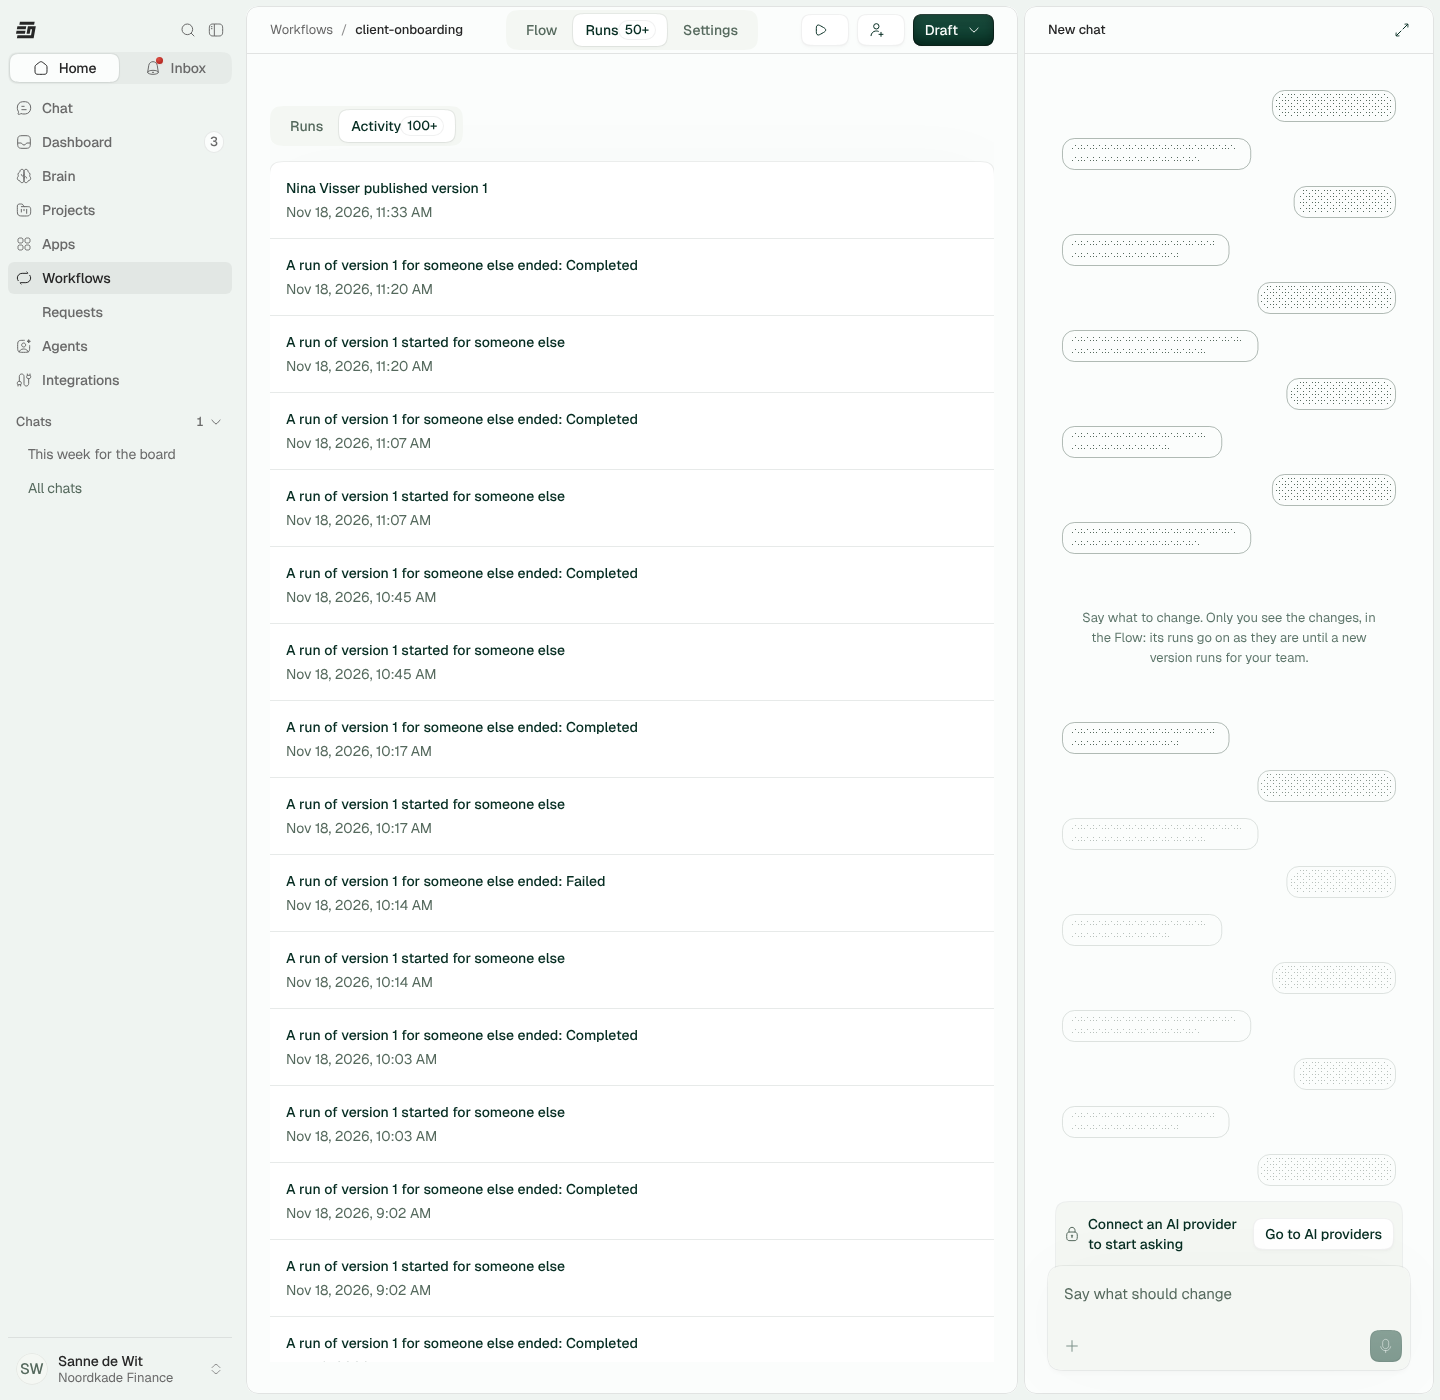 Home
Inbox
Chat
Dashboard 3
Brain
Projects
Apps
Workflows
Requests
Agents
Integrations
Chats 1
This week for the board
All chats
SW
Sanne de Wit
Noordkade Finance
Workflows / client-onboarding
Flow
Runs 50+
Settings
Draft
Runs
Activity 100+
Nina Visser published version 1
Nov 18, 2026, 11:33 AM
A run of version 1 for someone else ended: Completed
Nov 18, 2026, 11:20 AM
A run of version 1 started for someone else
Nov 18, 2026, 11:20 AM
A run of version 1 for someone else ended: Completed
Nov 18, 2026, 11:07 AM
A run of version 1 started for someone else
Nov 18, 2026, 11:07 AM
A run of version 1 for someone else ended: Completed
Nov 18, 2026, 10:45 AM
A run of version 1 started for someone else
Nov 18, 2026, 10:45 AM
A run of version 1 for someone else ended: Completed
Nov 18, 2026, 10:17 AM
A run of version 1 started for someone else
Nov 18, 2026, 10:17 AM
A run of version 1 for someone else ended: Failed
Nov 18, 2026, 10:14 AM
A run of version 1 started for someone else
Nov 18, 2026, 10:14 AM
A run of version 1 for someone else ended: Completed
Nov 18, 2026, 10:03 AM
A run of version 1 started for someone else
Nov 18, 2026, 10:03 AM
A run of version 1 for someone else ended: Completed
Nov 18, 2026, 9:02 AM
A run of version 1 started for someone else
Nov 18, 2026, 9:02 AM
A run of version 1 for someone else ended: Completed
New chat
Say what to change. Only you see the changes, in
the Flow: its runs go on as they are until a new
version runs for your team.
Connect an AI provider
to start asking
Go to AI providers
Say what should change